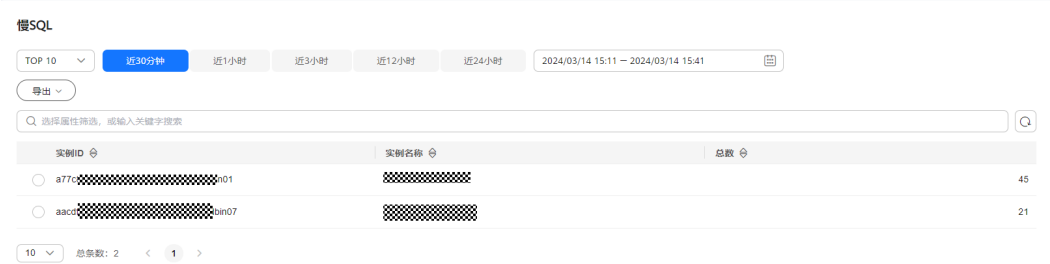 慢SQL
TOP 10 近30分钟 近1小时 近3小时 近12小时 近24小时 2024/03/14 15:11 — 2024/03/14 15:41
导出
选择属性筛选，或输入关键字搜索
实例ID 实例名称 总数
a77c n01 45
aacd bin07 21
10 总条数：2 1